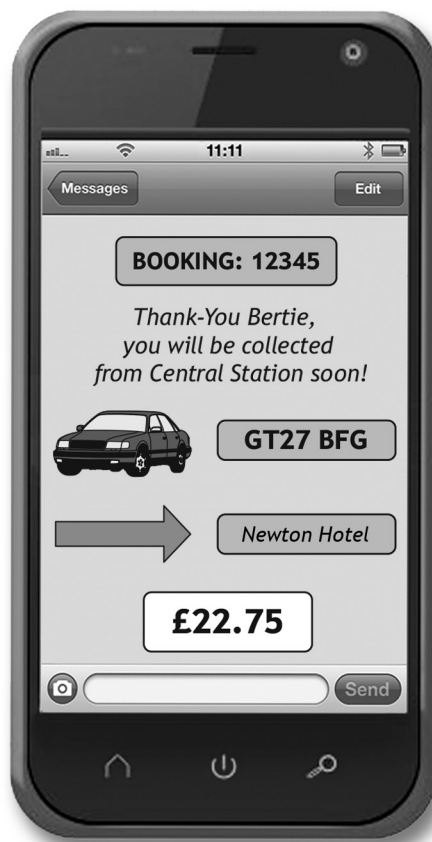 11:11
Messages
Edit
BOOKING: 12345
Thank-You Bertie,
you will be collected
from Central Station soon!
GT27 BFG
Newton Hotel
£22.75
Send